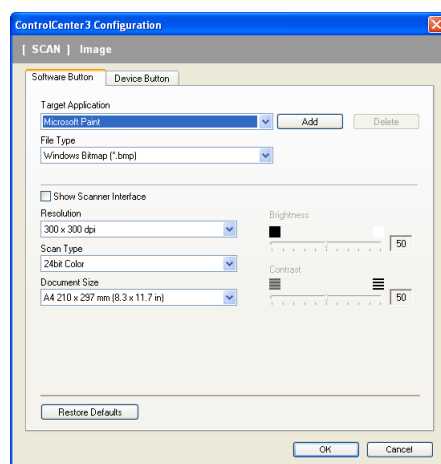 ControlCenter3 Configuration
[ SCAN ] Image
Software Button
Device Button
Target Application
Microsoft Paint
Add
Delete
File Type
Windows Bitmap (*.bmp)
Show Scanner Interface
Resolution
300 x 300 dpi
Brightness
50
Scan Type
24bit Color
Contrast
50
Document Size
A4 210 x 297 mm (8.3 x 11.7 in)
Restore Defaults
OK
Cancel